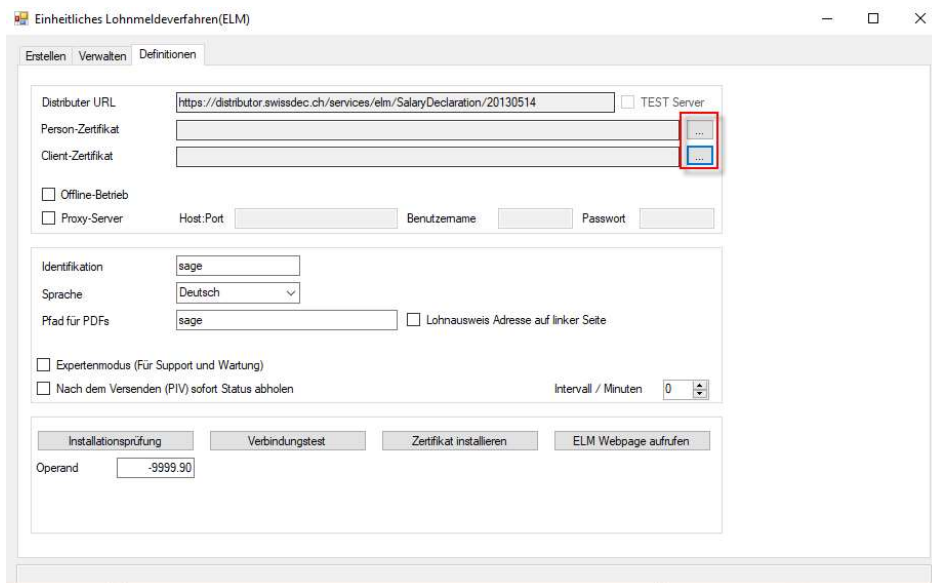 Einheitliches Lohnmeldeverfahren(ELM)
Erstellen Verwalten Definitionen
Distributer URL https://distributor.swissdec.ch/services/elm/SalaryDeclaration/20130514 TEST Server
Person-Zertifikat ...
Client-Zertifikat ...
Offline-Betrieb
Proxy-Server Host:Port Benutzername Passwort
Identifikation sage
Sprache Deutsch
Pfad für PDFs sage Lohnausweis Adresse auf linker Seite
Expertenmodus (Für Support und Wartung)
Nach dem Versenden (PIV) sofort Status abholen Intervall / Minuten 0
Installationsprüfung Verbindungstest Zertifikat installieren ELM Webpage aufrufen
Operand -9999.90